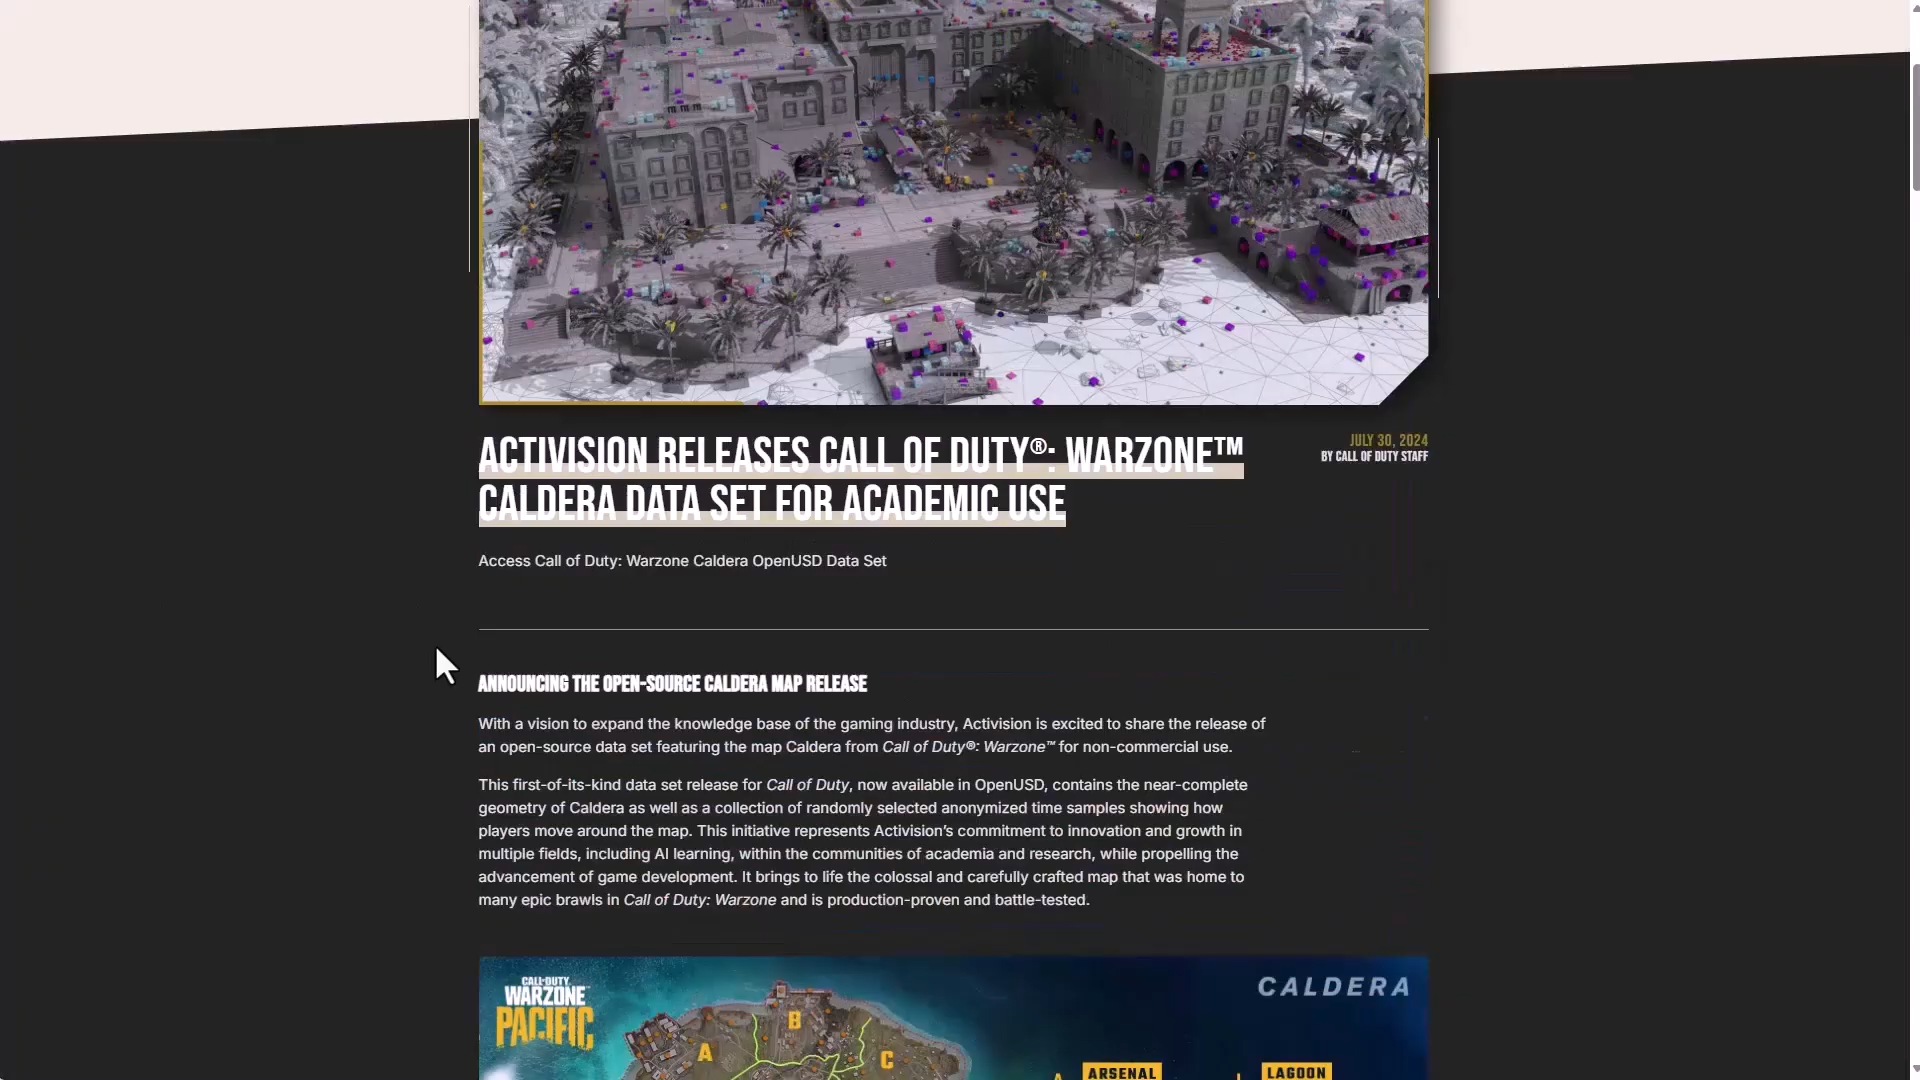 ACTIVISION RELEASES CALL OF DUTY®: WARZONE™
CALDERA DATA SET FOR ACADEMIC USE
JULY 30, 2024
BY CALL OF DUTY STAFF
Access Call of Duty: Warzone Caldera OpenUSD Data Set
ANNOUNCING THE OPEN-SOURCE CALDERA MAP RELEASE
With a vision to expand the knowledge base of the gaming industry, Activision is excited to share the release of
an open-source data set featuring the map Caldera from Call of Duty®: Warzone™ for non-commercial use.
This first-of-its-kind data set release for Call of Duty, now available in OpenUSD, contains the near-complete
geometry of Caldera as well as a collection of randomly selected anonymized time samples showing how
players move around the map. This initiative represents Activision’s commitment to innovation and growth in
multiple fields, including AI learning, within the communities of academia and research, while propelling the
advancement of game development. It brings to life the colossal and carefully crafted map that was home to
many epic brawls in Call of Duty: Warzone and is production-proven and battle-tested.
CALL OF DUTY
WARZONE
PACIFIC
CALDERA
B
A
C
ARSENAL
LAGOON